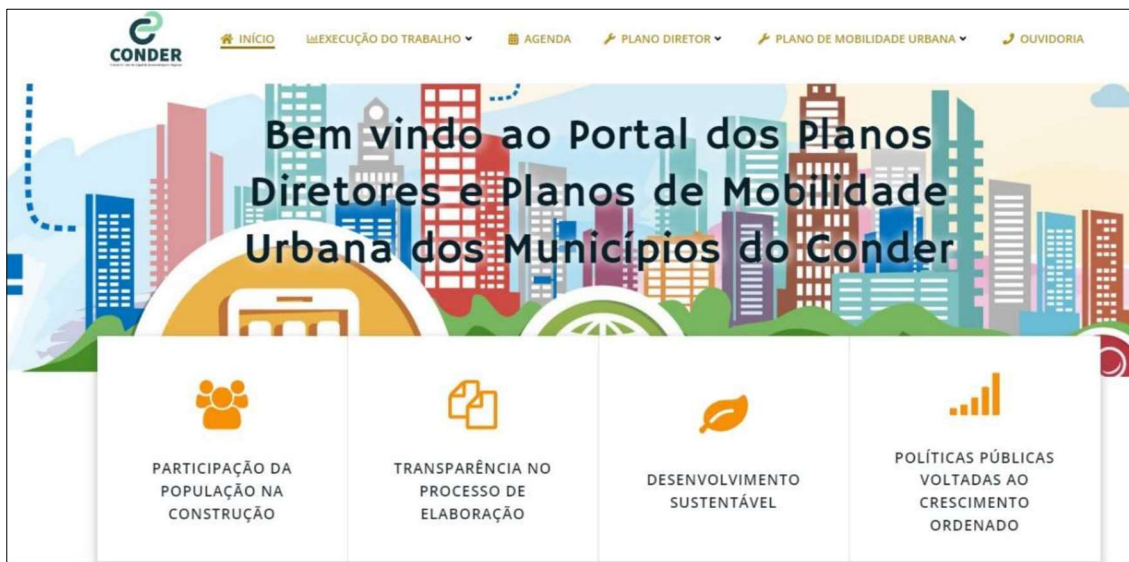 CONDER
INÍCIO
EXECUÇÃO DO TRABALHO
AGENDA
PLANO DIRETOR
PLANO DE MOBILIDADE URBANA
OUVIDORIA
Bem vindo ao Portal dos Planos
Diretores e Planos de Mobilidade
Urbana dos Municípios do Conder
PARTICIPAÇÃO DA
POPULAÇÃO NA
CONSTRUÇÃO
TRANSPARÊNCIA NO
PROCESSO DE
ELABORAÇÃO
DESENVOLVIMENTO
SUSTENTÁVEL
POLÍTICAS PÚBLICAS
VOLTADAS AO
CRESCIMENTO
ORDENADO